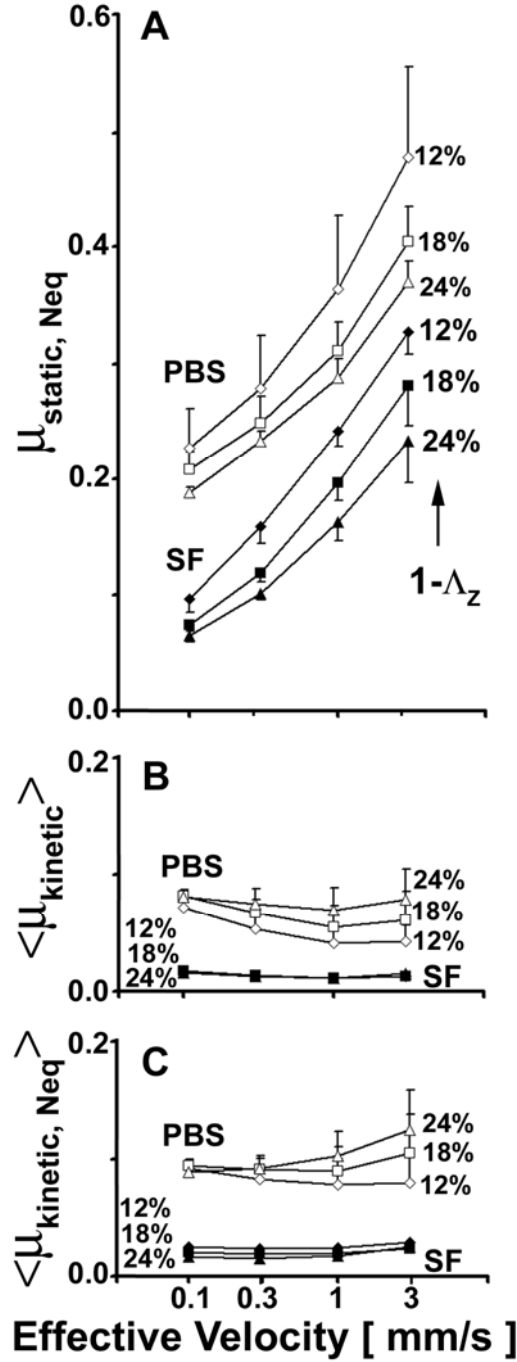 A
0.6
0.4
0.2
0.0
μstatic, Neq
PBS
12%
18%
24%
SF
12%
18%
24%
1-ΛZ
B
0.2
0.0
<μkinetic>
PBS
24%
18%
12%
12%
18%
24%
SF
C
0.2
0.0
<μkinetic, Neq>
PBS
24%
18%
12%
12%
18%
24%
SF
0.1 0.3 1 3
Effective Velocity [ mm/s ]